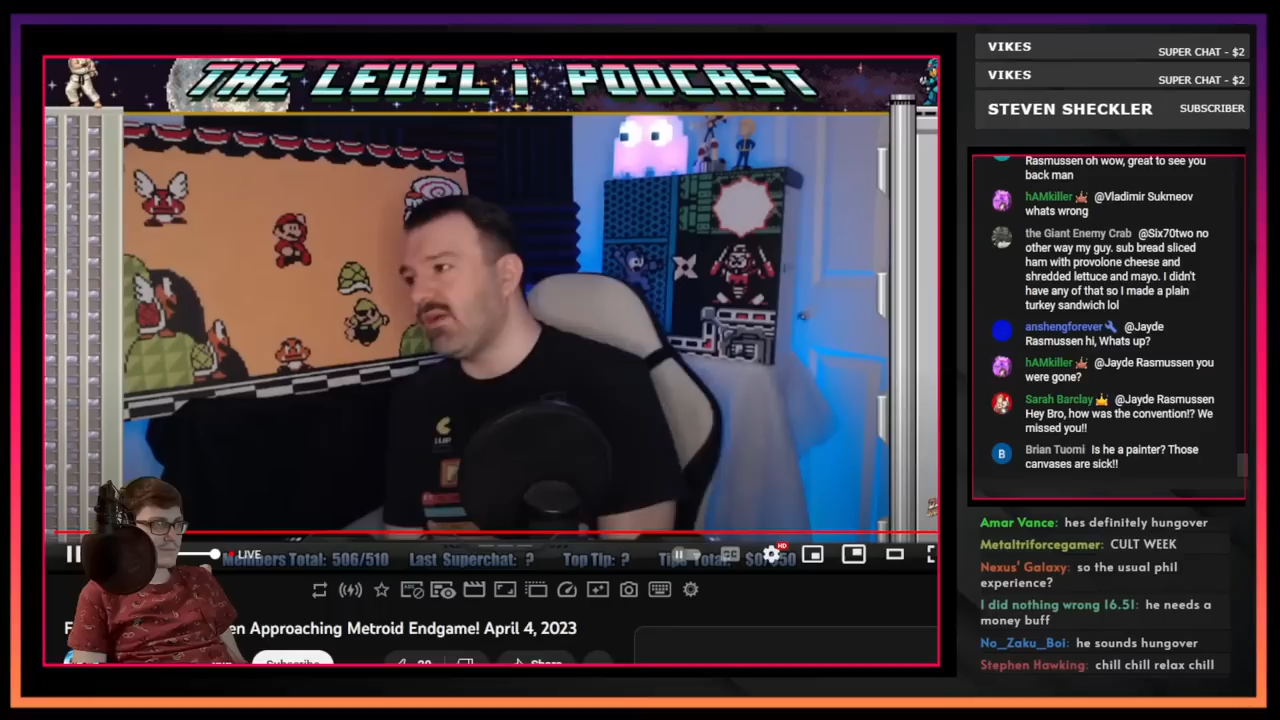 THE LEVEL 1 PODCAST
1UP
LIVE
Members Total: 506/510 Last Superchat: ? Top Tip: ? Tips Total:
en Approaching Metroid Endgame! April 4, 2023
Subscribe
Share
VIKES
SUPER CHAT - $2
VIKES
SUPER CHAT - $2
STEVEN SHECKLER SUBSCRIBER
Rasmussen oh wow, great to see you
back man
hAMkiller @Vladimir Sukmeov
whats wrong
the Giant Enemy Crab @Six70two no
other way my guy. sub bread sliced
ham with provolone cheese and
shredded lettuce and mayo. I didn't
have any of that so I made a plain
turkey sandwich lol
anshengforever @Jayde
Rasmussen hi, Whats up?
hAMkiller @Jayde Rasmussen you
were gone?
Sarah Barclay @Jayde Rasmussen
Hey Bro, how was the convention!? We
missed you!!
B
Brian Tuomi Is he a painter? Those
canvases are sick!!
Amar Vance: hes definitely hungover
Metaltriforcegamer: CULT WEEK
Nexus' Galaxy: so the usual phil
experience?
I did nothing wrong 16.51: he needs a
money buff
No_Zaku_Boi: he sounds hungover
Stephen Hawking: chill chill relax chill